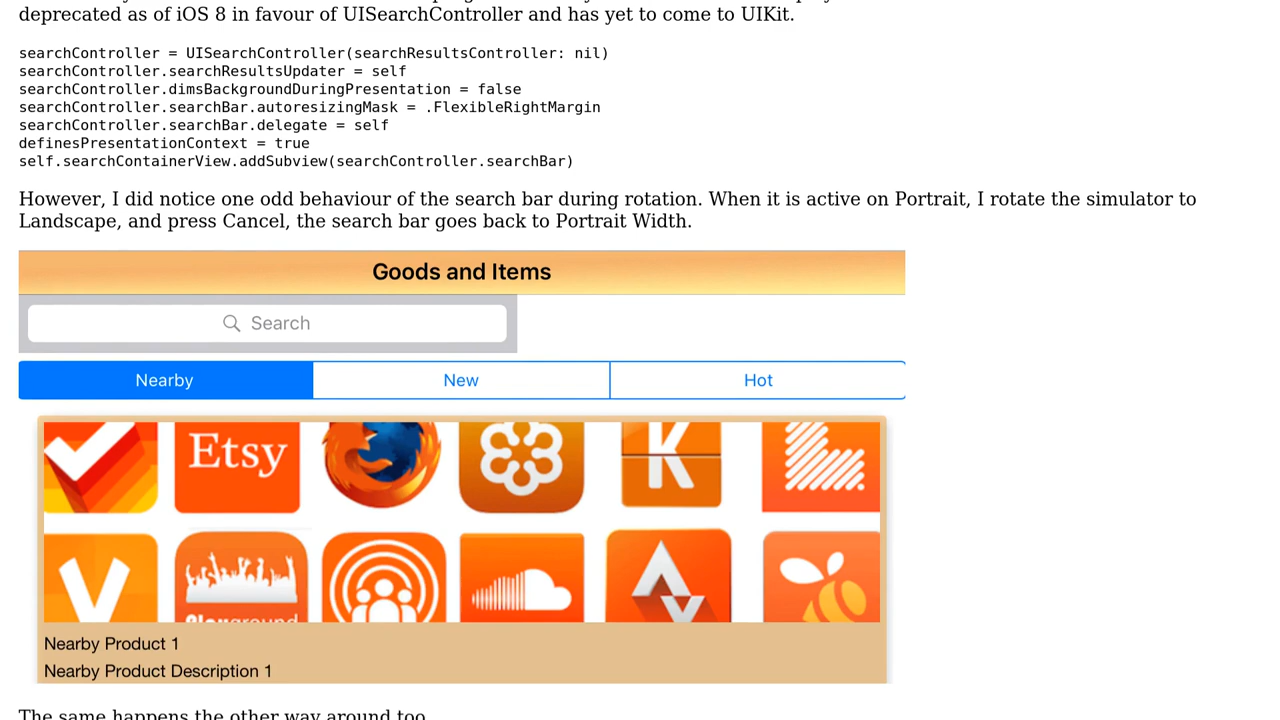 deprecated as of iOS 8 in favour of UISearchController and has yet to come to UIKit.
searchController = UISearchController(searchResultsController: nil)
searchController.searchResultsUpdater = self
searchController.dimsBackgroundDuringPresentation = false
searchController.searchBar.autoresizingMask = .FlexibleRightMargin
searchController.searchBar.delegate = self
definesPresentationContext = true
self.searchContainerView.addSubview(searchController.searchBar)
However, I did notice one odd behaviour of the search bar during rotation. When it is active on Portrait, I rotate the simulator to
Landscape, and press Cancel, the search bar goes back to Portrait Width.
Goods and Items
Search
Nearby New Hot
Etsy
K
Nearby Product 1
Nearby Product Description 1
The same happens the other way around too.